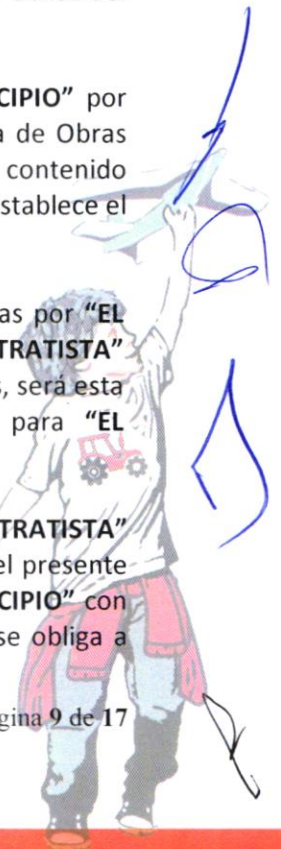 CIPIO” por
a de Obras
contenido
stablece el
as por “EL
TRATISTA”
s, será esta
para “EL
TRATISTA”
el presente
CIPIO” con
se obliga a
gina 9 de 17